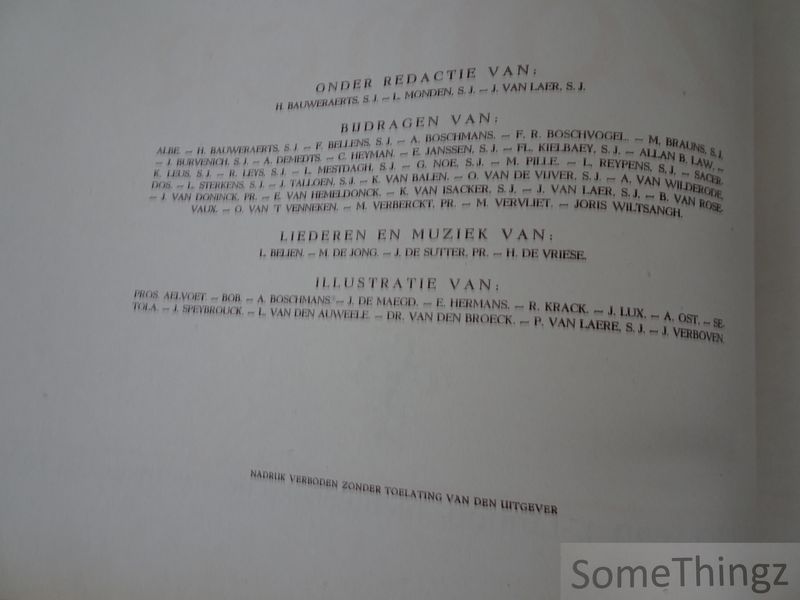 ONDER REDACTIE VAN:
H. BAUWERAERTS, S. J. — L. MONDEN, S. J. — J. VAN LAER, S. J.
BIJDRAGEN VAN:
ALBE. — H. BAUWERAERTS, S. J. — F. BELLENS, S. J. — A. BOSCHMANS. — F. R. BOSCHVOGEL. — M. BRAUNS, S. J.
— J. BURVENICH, S. J. — A. DEMEDTS. — C. HEYMAN. — E. JANSSEN, S. J. — FL. KIELBAEY, S. J. — ALLAN B. LAW, —
K. LEUS, S. J. — R. LEYS, S. J. — L. MESTDAGH, S. J. — G. NOE, S. J. — M. PILLE. — L. REYPENS, S. J. — SACER-
DOS. — L. STERKENS, S. J. — J. TALLOEN, S. J. — K. VAN BALEN. — O. VAN DE VIJVER, S. J. — A. VAN WILDERODE.
— J. VAN DONINCK, PR. — E. VAN HEMELDONCK. — K. VAN ISACKER, S. J. — J. VAN LAER, S. J. — B. VAN ROSE-
VAUX. — O. VAN 'T VENNEKEN. — M. VERBERCKT, PR. — M. VERVLIET. — JORIS WILTSANGH.
LIEDEREN EN MUZIEK VAN:
L. BELIEN. — M. DE JONG. — J. DE SUTTER, PR. — H. DE VRIESE.
ILLUSTRATIE VAN:
PROS. AELVOET. — BOB. — A. BOSCHMANS. — J. DE MAEGD. — E. HERMANS. — R. KRACK. — J. LUX. — A. OST. — SE-
TOLA. — J. SPEYBROUCK. — L. VAN DEN AUWEELE. — DR. VAN DEN BROECK. — P. VAN LAERE, S. J. — J. VERBOVEN.
NADRUK VERBODEN ZONDER TOELATING VAN DEN UITGEVER
SomeThingz